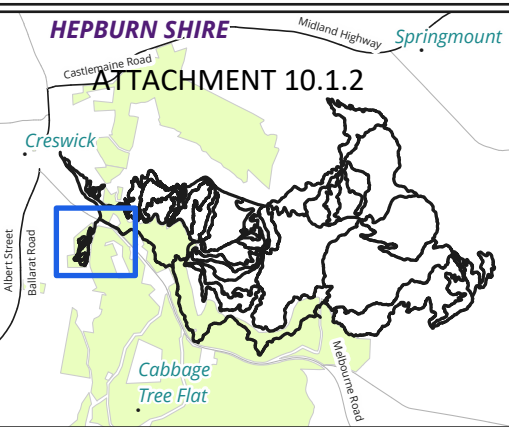 HEPBURN SHIRE
Midland Highway
Springmount
Castlemaine Road
ATTACHMENT 10.1.2
Creswick
Albert Street
Ballarat Road
Melbourne Road
Cabbage
Tree Flat